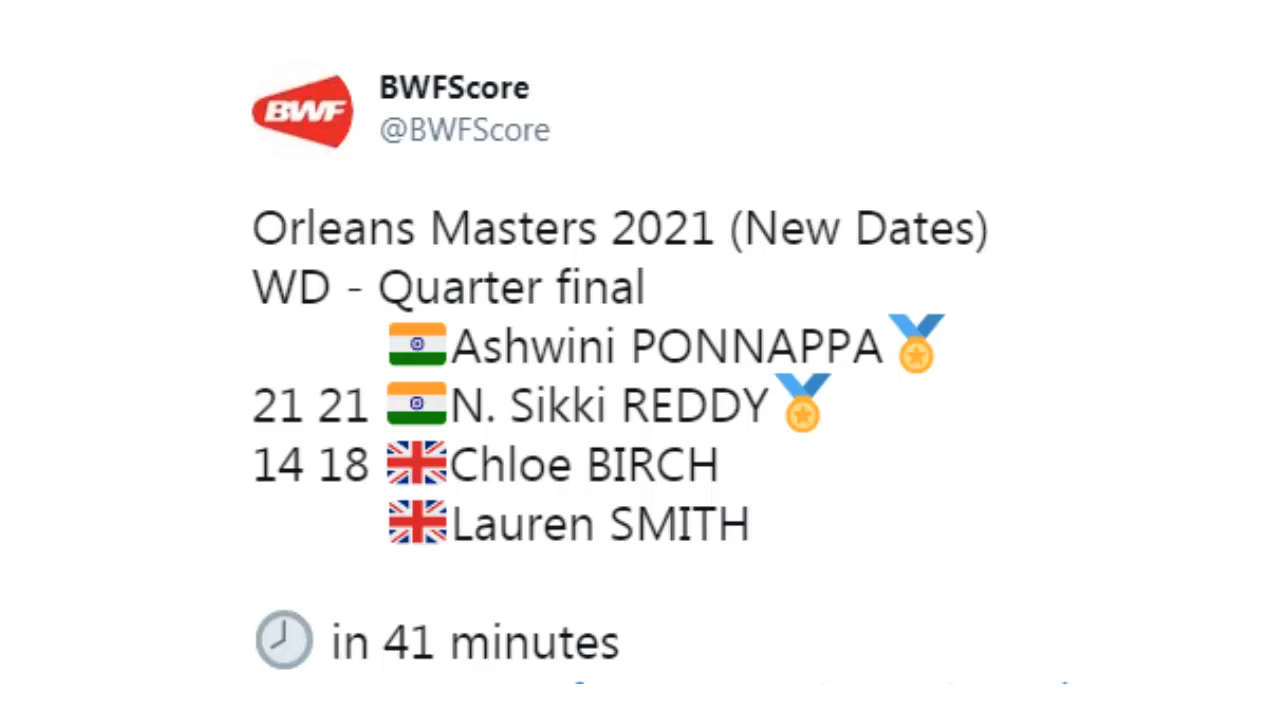 BWF
BWFScore
@BWFScore
Orleans Masters 2021 (New Dates)
WD - Quarter final
🇮🇳Ashwini PONNAPPA🏅
21 21 🇮🇳N. Sikki REDDY🏅
14 18 🇬🇧Chloe BIRCH
🇬🇧Lauren SMITH
🕗 in 41 minutes